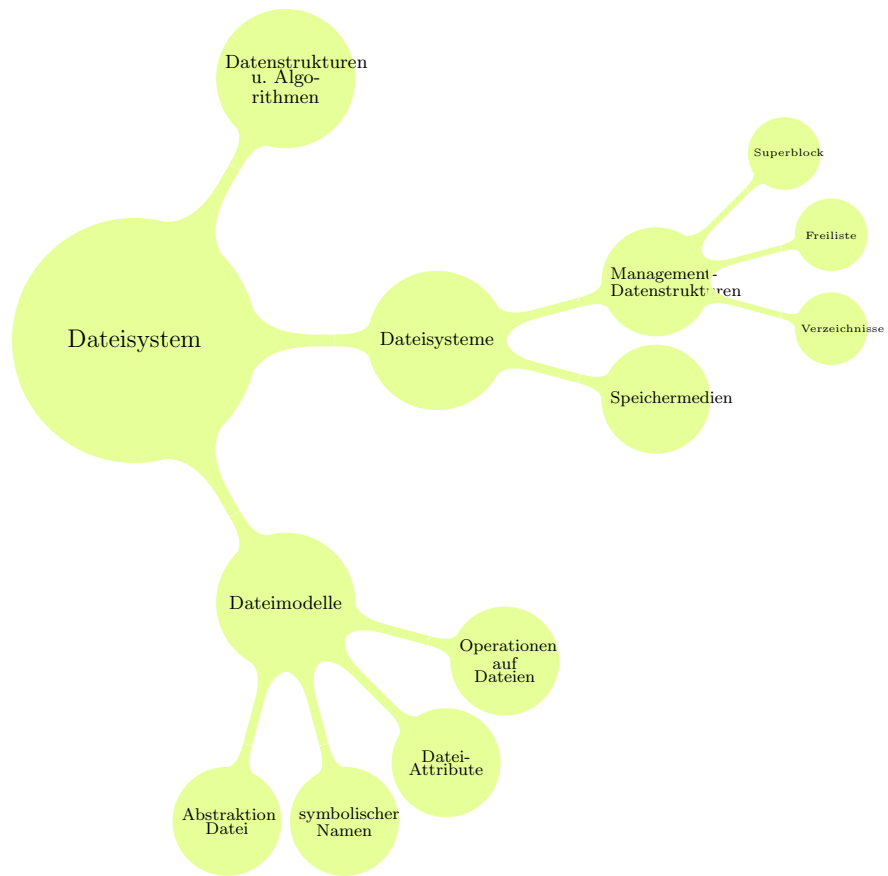 Datenstrukturen
u. Algo-
rithmen
Superblock
Freiliste
Management-
Datenstrukturen
Verzeichnisse
Dateisystem
Dateisysteme
Speichermedien
Dateimodelle
Operationen
auf
Dateien
Datei-
Attribute
Abstraktion
Datei
symbolischer
Namen